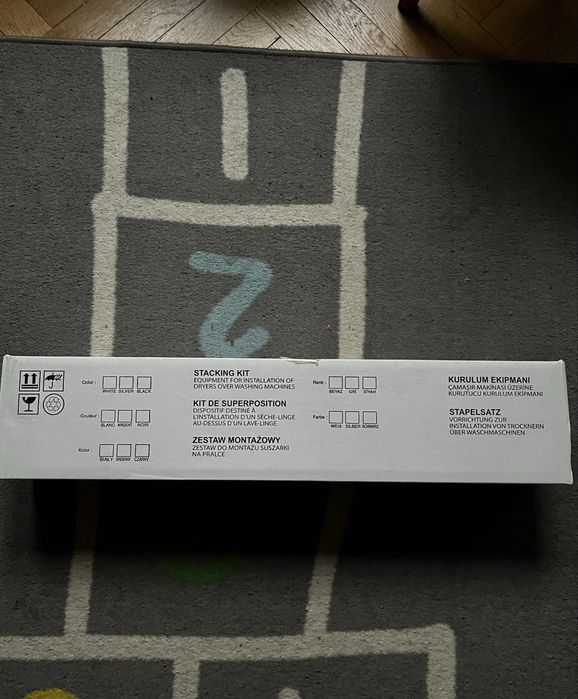 1
2
Color :
WHITE SILVER BLACK
STACKING KIT
EQUIPMENT FOR INSTALLATION OF
DRYERS OVER WASHING MACHINES
Couleur :
BLANC ARGENT NOIR
KIT DE SUPERPOSITION
DISPOSITIF DESTINÉ À
L'INSTALLATION D'UN SÈCHE-LINGE
AU-DESSUS D'UN LAVE-LINGE
Kolor :
BIAŁY SREBRNY CZARNY
ZESTAW MONTAŻOWY
ZESTAW DO MONTAŻU SUSZARKI
NA PRALCE
Renk :
BEYAZ GRİ SİYAH
KURULUM EKIPMANI
ÇAMAŞIR MAKİNASI ÜZERİNE
KURUTUCU KURULUM EKİPMANI
Farbe :
WEIß SILBER SCHWARZ
STAPELSATZ
VORRICHTUNG ZUR
INSTALLATION VON TROCKNERN
ÜBER WASCHMASCHINEN